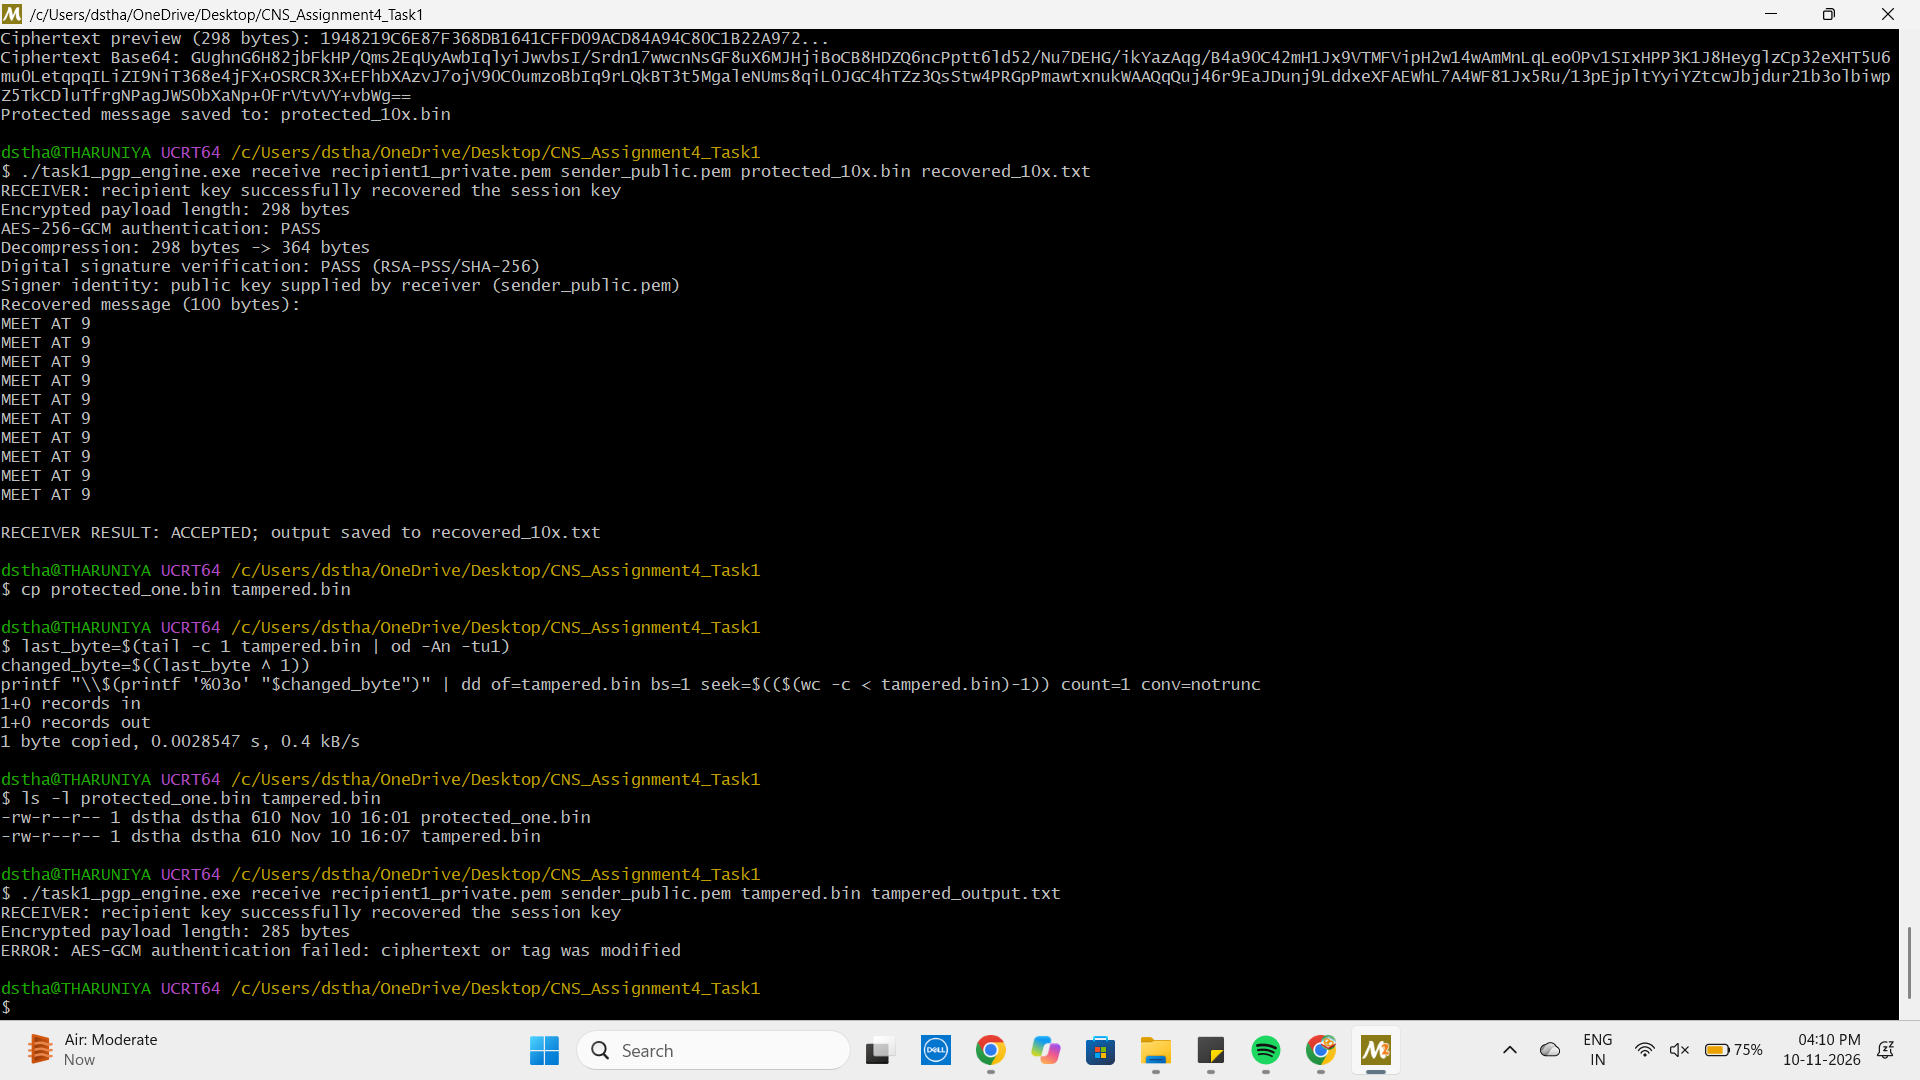 /c/Users/dstha/OneDrive/Desktop/CNS_Assignment4_Task1
Ciphertext preview (298 bytes): 1948219C6E87F368DB1641CFFD09ACD84A94C80C1B22A972...
Ciphertext Base64: GUghnG6H82jbFkHP/Qms2EqUyAwbIqlyiJwvbsI/Srdn17wwcnNsGF8uX6MJHjiBoCB8HDZQ6ncPptt6ld52/Nu7DEHG/ikYazAqg/B4a90C42mH1Jx9VTMFVipH2w14wAmMnLqLeo0Pv1SIxHPP3K1J8HeyglzCp32eXHT5U6
mu0LetqpqILiZI9NiT368e4jFX+OSRCR3X+EFhbXAzvJ7ojV90C0umzoBbIq9rLQkBT3t5MgaleNUms8qiL0JGC4hTZz3QsStw4PRGpPmawtxnukWAAQqQuj46r9EaJDunj9LddxeXFAEWhL7A4WF81Jx5Ru/13pEjpltYyiYZtcwJbjdur21b3olbiwp
Z5TkCDluTfrgNPagJWSObXaNp+0FrVtvVY+vbWg==
Protected message saved to: protected_10x.bin
dstha@THARUNIYA UCRT64 /c/Users/dstha/OneDrive/Desktop/CNS_Assignment4_Task1
$ ./task1_pgp_engine.exe receive recipient1_private.pem sender_public.pem protected_10x.bin recovered_10x.txt
RECEIVER: recipient key successfully recovered the session key
Encrypted payload length: 298 bytes
AES-256-GCM authentication: PASS
Decompression: 298 bytes -> 364 bytes
Digital signature verification: PASS (RSA-PSS/SHA-256)
Signer identity: public key supplied by receiver (sender_public.pem)
Recovered message (100 bytes):
MEET AT 9
MEET AT 9
MEET AT 9
MEET AT 9
MEET AT 9
MEET AT 9
MEET AT 9
MEET AT 9
MEET AT 9
MEET AT 9
RECEIVER RESULT: ACCEPTED; output saved to recovered_10x.txt
dstha@THARUNIYA UCRT64 /c/Users/dstha/OneDrive/Desktop/CNS_Assignment4_Task1
$ cp protected_one.bin tampered.bin
dstha@THARUNIYA UCRT64 /c/Users/dstha/OneDrive/Desktop/CNS_Assignment4_Task1
$ last_byte=$(tail -c 1 tampered.bin | od -An -tu1)
changed_byte=$((last_byte ^ 1))
printf "\\$(printf '%03o' "$changed_byte")" | dd of=tampered.bin bs=1 seek=$(($(wc -c < tampered.bin)-1)) count=1 conv=notrunc
1+0 records in
1+0 records out
1 byte copied, 0.0028547 s, 0.4 kB/s
dstha@THARUNIYA UCRT64 /c/Users/dstha/OneDrive/Desktop/CNS_Assignment4_Task1
$ ls -l protected_one.bin tampered.bin
-rw-r--r-- 1 dstha dstha 610 Nov 10 16:01 protected_one.bin
-rw-r--r-- 1 dstha dstha 610 Nov 10 16:07 tampered.bin
dstha@THARUNIYA UCRT64 /c/Users/dstha/OneDrive/Desktop/CNS_Assignment4_Task1
$ ./task1_pgp_engine.exe receive recipient1_private.pem sender_public.pem tampered.bin tampered_output.txt
RECEIVER: recipient key successfully recovered the session key
Encrypted payload length: 285 bytes
ERROR: AES-GCM authentication failed: ciphertext or tag was modified
dstha@THARUNIYA UCRT64 /c/Users/dstha/OneDrive/Desktop/CNS_Assignment4_Task1
$
Air: Moderate
Now
Search
DELL
ENG
IN
75%
04:10 PM
10-11-2026